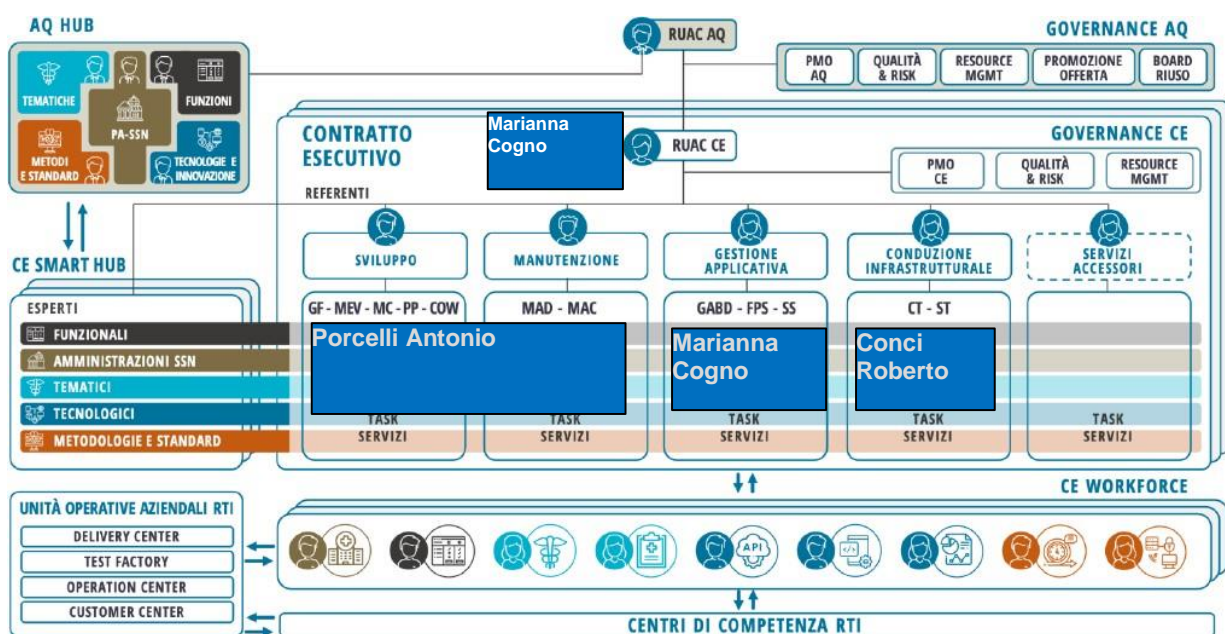 AQ HUB
TEMATICHE
FUNZIONI
PA-SSN
METODI
E STANDARD
TECNOLOGIE E
INNOVAZIONE
RUAC AQ
GOVERNANCE AQ
PMO
AQ
QUALITÀ
& RISK
RESOURCE
MGMT
PROMOZIONE
OFFERTA
BOARD
RIUSO
CONTRATTO
ESECUTIVO
Marianna
Cogno
RUAC CE
GOVERNANCE CE
PMO
CE
QUALITÀ
& RISK
RESOURCE
MGMT
REFERENTI
SVILUPPO
MANUTENZIONE
GESTIONE
APPLICATIVA
CONDUZIONE
INFRASTRUTTURALE
SERVIZI
ACCESSORI
CE SMART HUB
ESPERTI
FUNZIONALI
AMMINISTRAZIONI SSN
TEMATICI
TECNOLOGICI
METODOLOGIE E STANDARD
GF - MEV - MC - PP - COW
MAD - MAC
GABD - FPS - SS
CT - ST
Porcelli Antonio
Marianna
Cogno
Conci
Roberto
TASK
SERVIZI
TASK
SERVIZI
TASK
SERVIZI
TASK
SERVIZI
TASK
SERVIZI
CE WORKFORCE
API
UNITÀ OPERATIVE AZIENDALI RTI
DELIVERY CENTER
TEST FACTORY
OPERATION CENTER
CUSTOMER CENTER
CENTRI DI COMPETENZA RTI